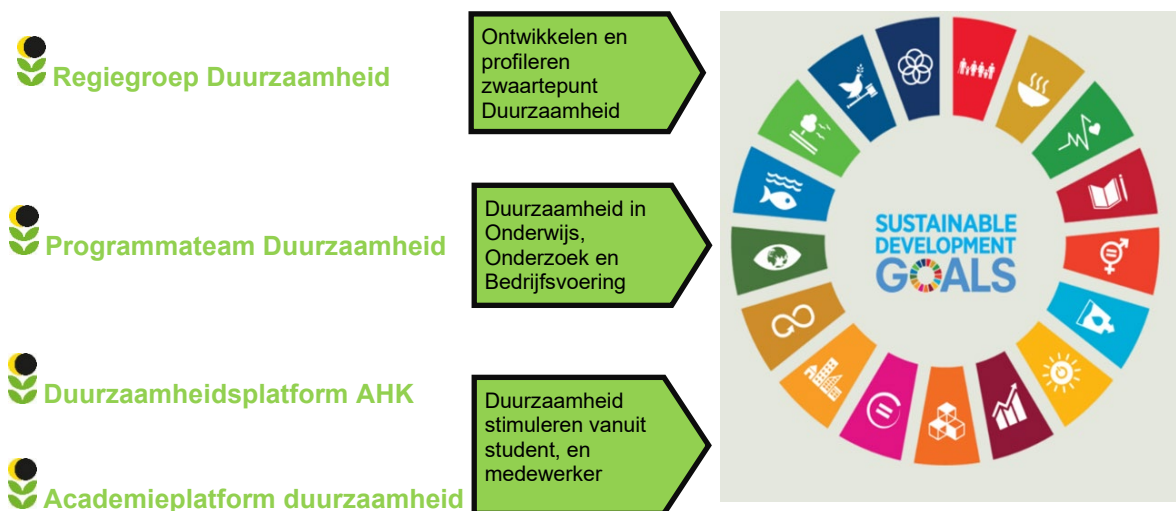 Regiegroep Duurzaamheid
Ontwikkelen en
profileren
zwaartepunt
Duurzaamheid
Programmateam Duurzaamheid
Duurzaamheid in
Onderwijs,
Onderzoek en
Bedrijfsvoering
Duurzaamheidsplatform AHK
Academieplatform duurzaamheid
Duurzaamheid
stimuleren vanuit
student, en
medewerker
SUSTAINABLE
DEVELOPMENT
GOALS